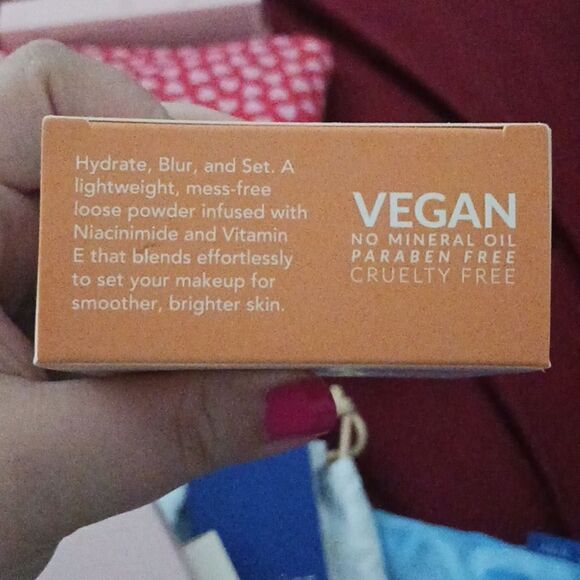 Hydrate, Blur, and Set. A
lightweight, mess-free
loose powder infused with
Niacinimide and Vitamin
E that blends effortlessly
to set your makeup for
smoother, brighter skin.
VEGAN
NO MINERAL OIL
PARABEN FREE
CRUELTY FREE